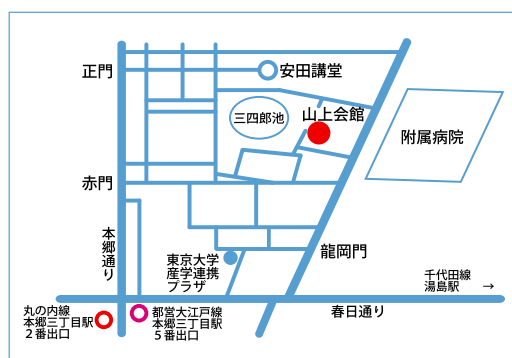 正門
安田講堂
三四郎池
山上会館
附属病院
赤門
本郷通り
東京大学
産学連携
プラザ
龍岡門
千代田線
湯島駅 →
春日通り
丸の内線
本郷三丁目駅
2番出口
都営大江戸線
本郷三丁目駅
5番出口